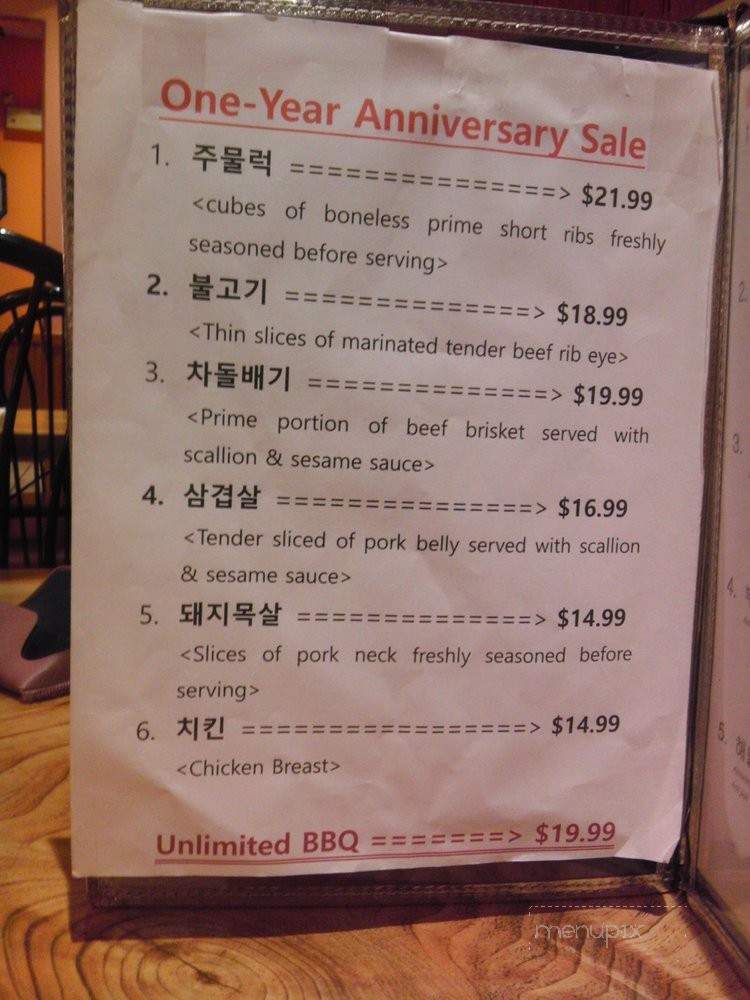 One-Year Anniversary Sale
1. 주물럭 ===============> $21.99
<cubes of boneless prime short ribs freshly
seasoned before serving>
2. 불고기 ==============> $18.99
<Thin slices of marinated tender beef rib eye>
3. 차돌배기 ==============> $19.99
<Prime portion of beef brisket served with
scallion & sesame sauce>
4. 삼겹살 ===============> $16.99
<Tender sliced of pork belly served with scallion
& sesame sauce>
5. 돼지목살 ==============> $14.99
<Slices of pork neck freshly seasoned before
serving>
6. 치킨 =================> $14.99
<Chicken Breast>
Unlimited BBQ =======> $19.99
2.
3.
4.
5.
menupix